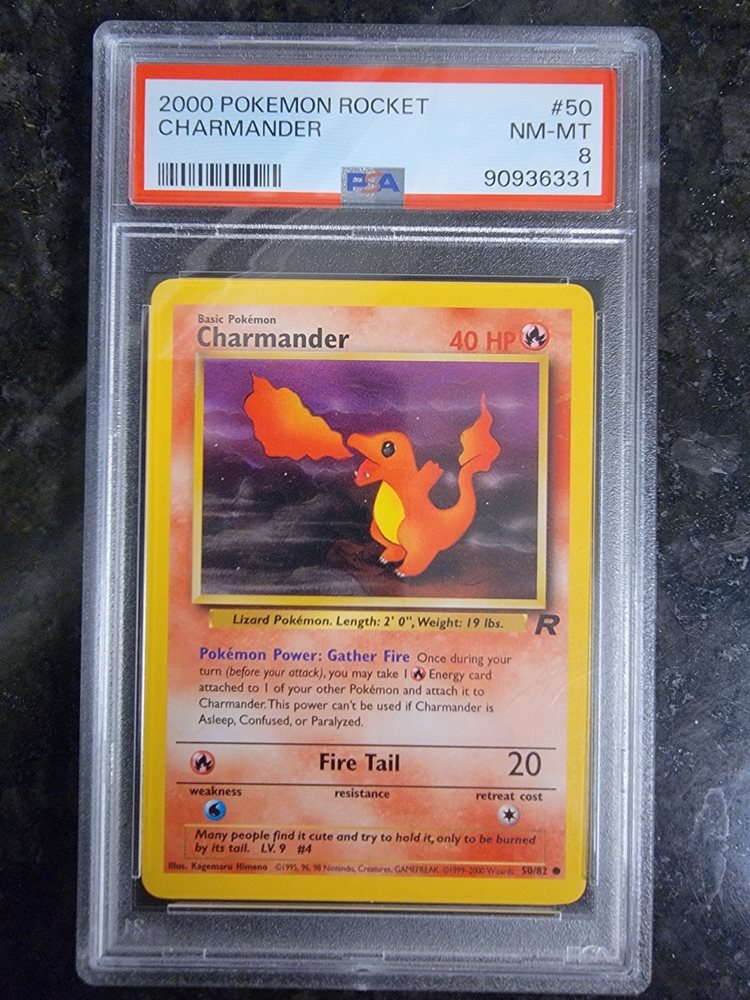 2000 POKEMON ROCKET #50
CHARMANDER NM-MT
8
PSA 90936331
Basic Pokémon
Charmander 40 HP
Lizard Pokémon. Length: 2' 0", Weight: 19 lbs.
R
Pokémon Power: Gather Fire Once during your
turn (before your attack), you may take 1 Energy card
attached to 1 of your other Pokémon and attach it to
Charmander. This power can't be used if Charmander is
Asleep, Confused, or Paralyzed.
Fire Tail 20
weakness resistance retreat cost
Many people find it cute and try to hold it, only to be burned
by its tail. LV. 9 #4
Illus. Kagemaru Himeno ©1995, 96, 98 Nintendo, Creatures, GAMEFREAK. ©1999-2000 Wizards. 50/82